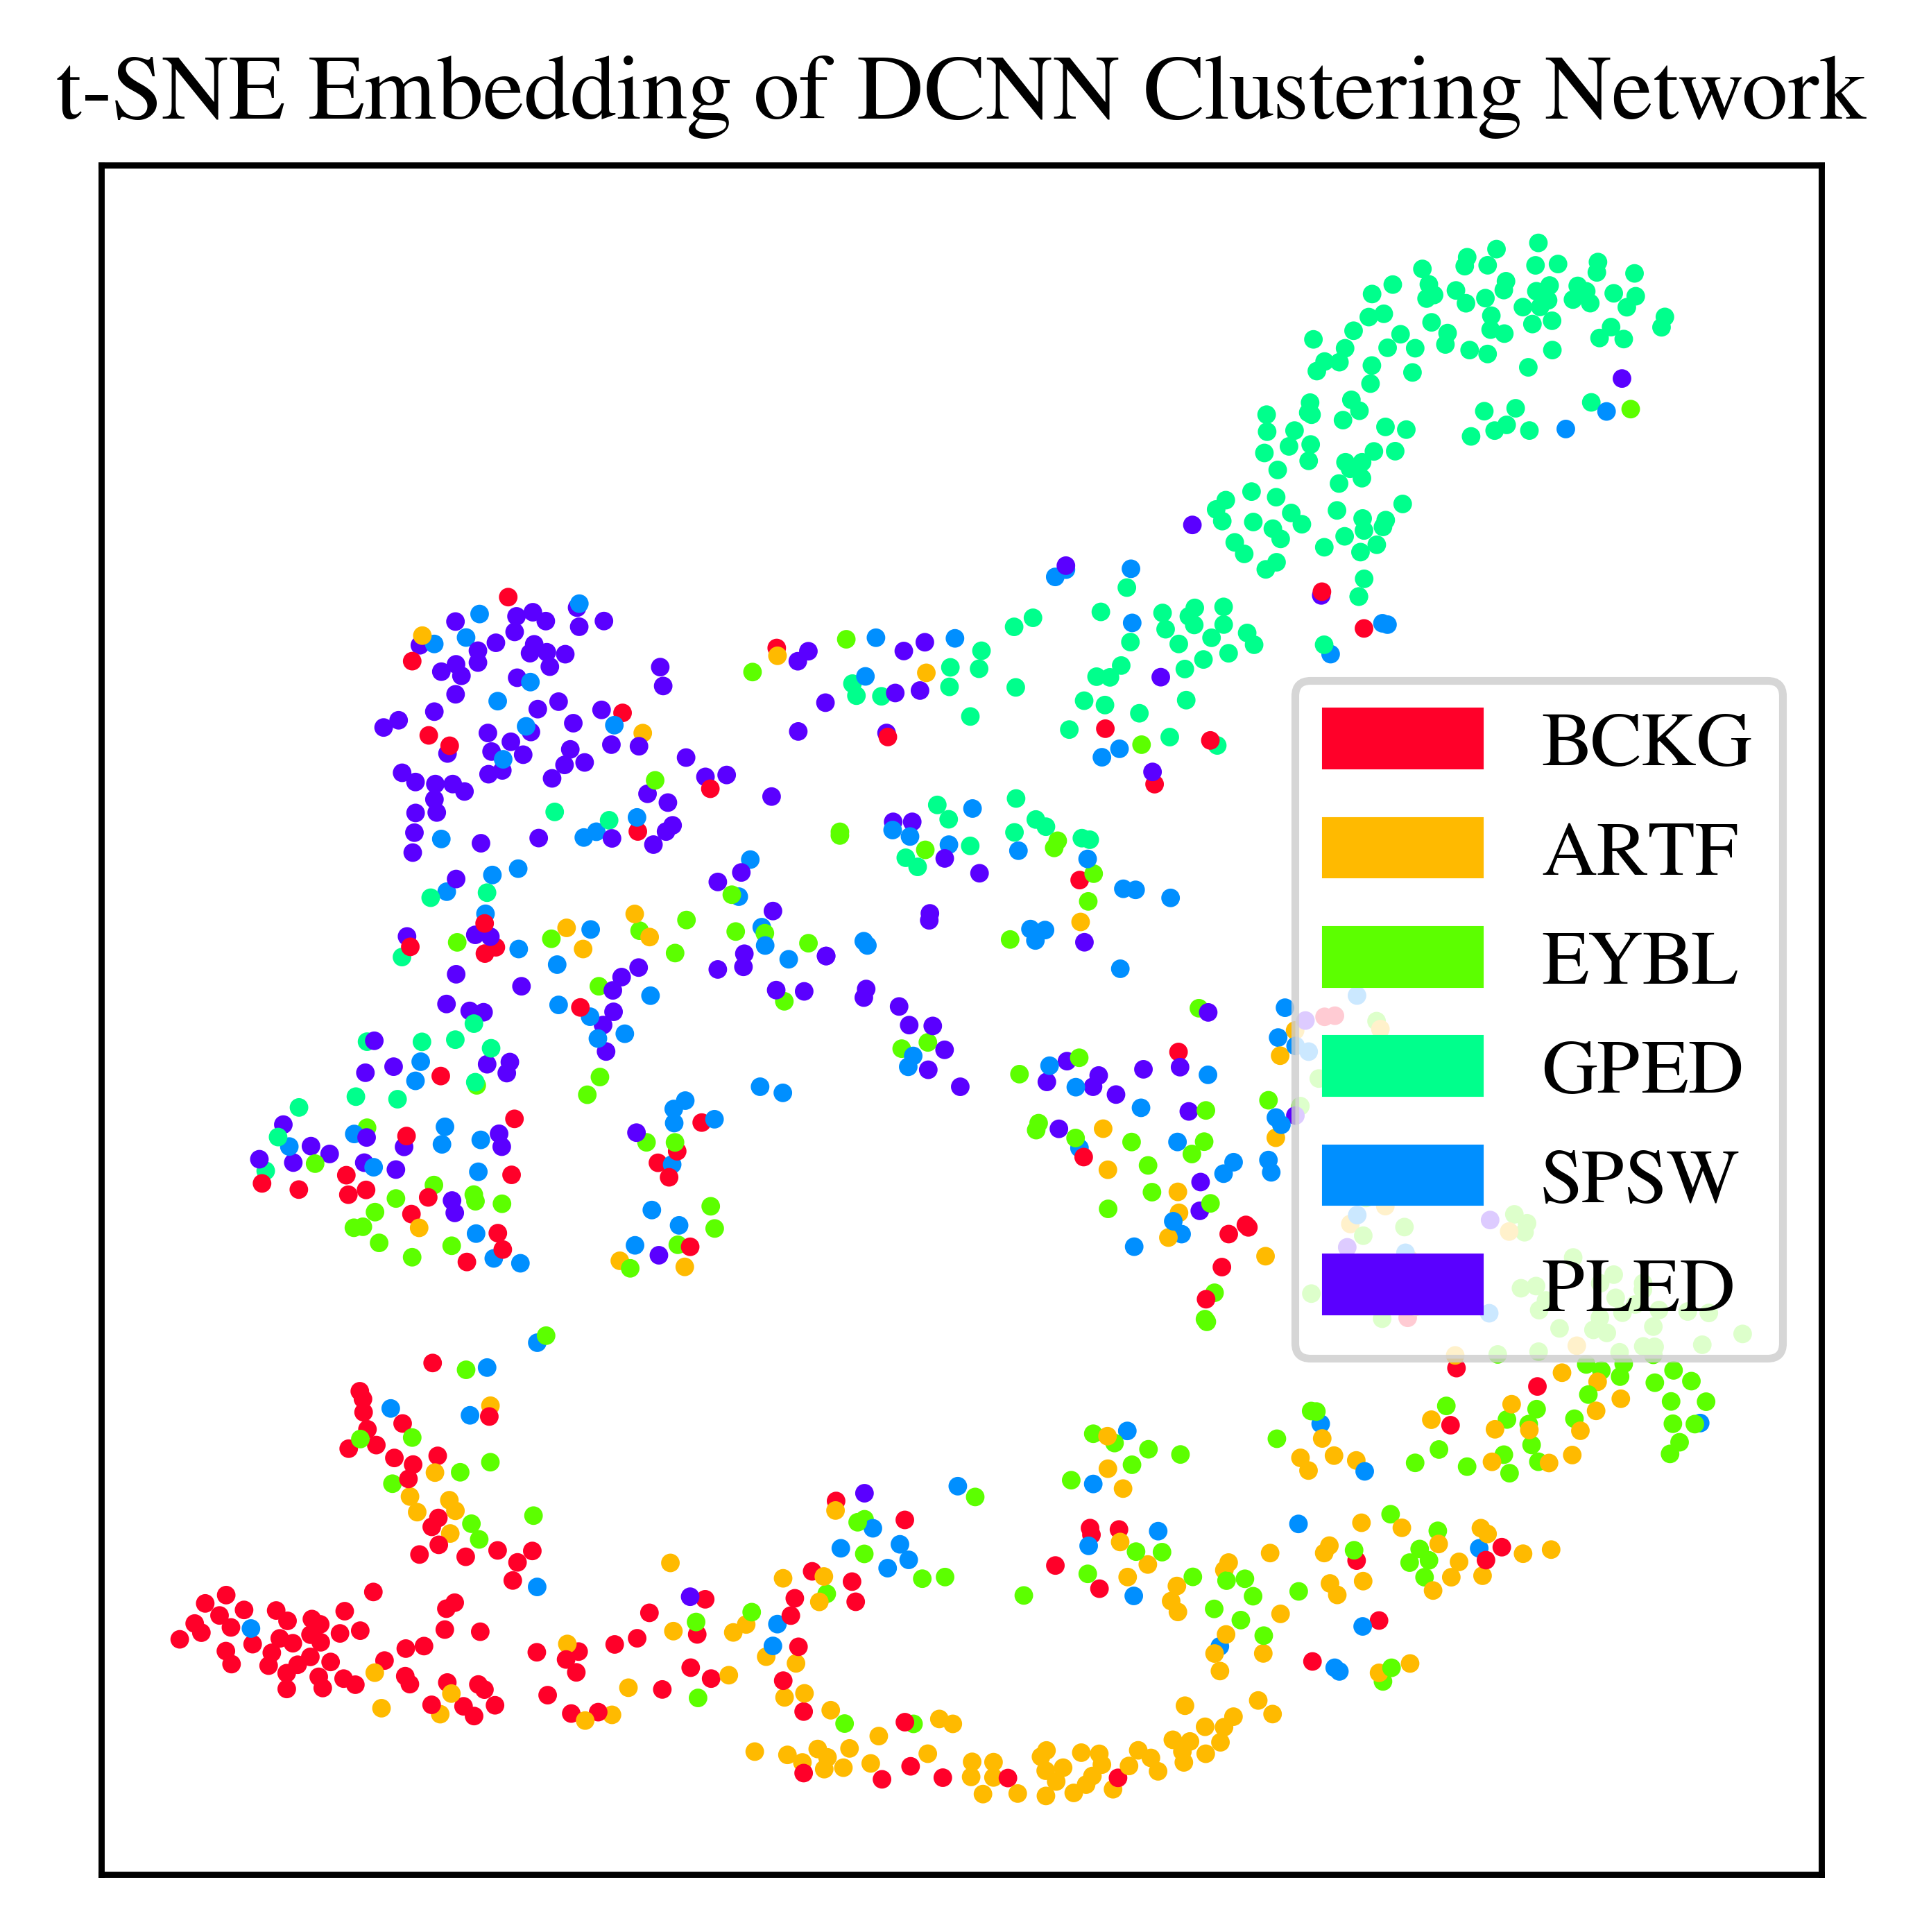 t-SNE Embedding of DCNN Clustering Network
BCKG
ARTF
EYBL
GPED
SPSW
PLED